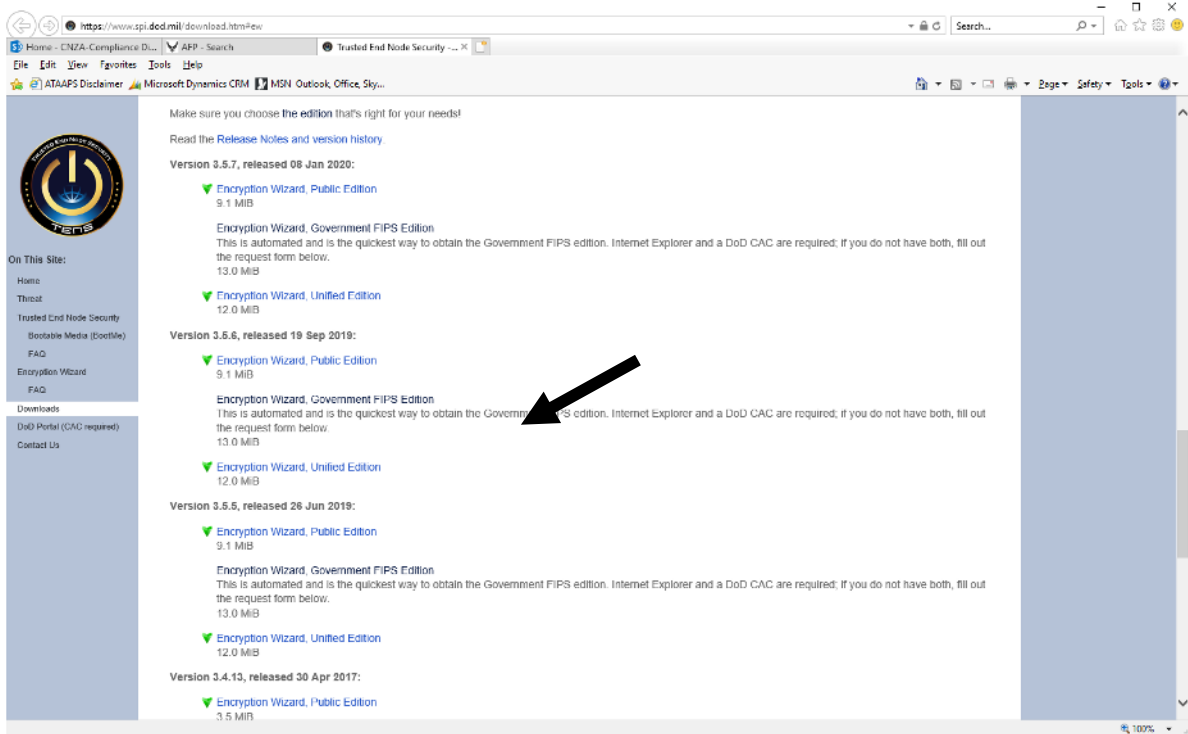 https://www.spi.dod.mil/download.htm#ew
Search...
Home - CNZA-Compliance Di...
AFP - Search
Trusted End Node Security -...
File Edit View Favorites Tools Help
ATAAPS Disclaimer Microsoft Dynamics CRM MSN Outlook, Office, Sky...
Page Safety Tools
Make sure you choose the edition that's right for your needs!
Read the Release Notes and version history.
Version 3.5.7, released 08 Jan 2020:
Encryption Wizard, Public Edition
9.1 MiB
Encryption Wizard, Government FIPS Edition
This is automated and is the quickest way to obtain the Government FIPS edition. Internet Explorer and a DoD CAC are required; if you do not have both, fill out
the request form below.
13.0 MiB
Encryption Wizard, Unified Edition
12.0 MiB
Version 3.5.6, released 19 Sep 2019:
Encryption Wizard, Public Edition
9.1 MiB
Encryption Wizard, Government FIPS Edition
This is automated and is the quickest way to obtain the Government FIPS edition. Internet Explorer and a DoD CAC are required; if you do not have both, fill out
the request form below.
13.0 MiB
Encryption Wizard, Unified Edition
12.0 MiB
Version 3.5.5, released 26 Jun 2019:
Encryption Wizard, Public Edition
9.1 MiB
Encryption Wizard, Government FIPS Edition
This is automated and is the quickest way to obtain the Government FIPS edition. Internet Explorer and a DoD CAC are required; if you do not have both, fill out
the request form below.
13.0 MiB
Encryption Wizard, Unified Edition
12.0 MiB
Version 3.4.13, released 30 Apr 2017:
Encryption Wizard, Public Edition
3.5 MiB
TRUSTED END NODE SECURITY
TENS
On This Site:
Home
Threat
Trusted End Node Security
Bootable Media (BootMe)
FAQ
Encryption Wizard
FAQ
Downloads
DoD Portal (CAC required)
Contact Us
100%